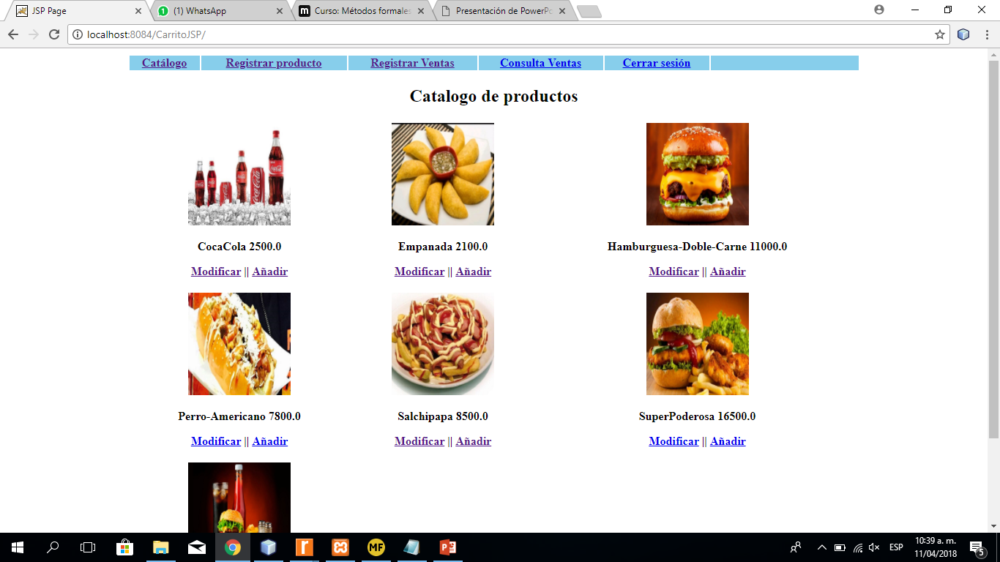 JSP Page
(1) WhatsApp
Curso: Métodos formales
Presentación de PowerPo
localhost:8084/CarritoJSP/
Catálogo Registrar producto Registrar Ventas Consulta Ventas Cerrar sesión
Catalogo de productos
Coca-Cola
CocaCola 2500.0 Empanada 2100.0 Hamburguesa-Doble-Carne 11000.0
Modificar || Añadir Modificar || Añadir Modificar || Añadir
Perro-Americano 7800.0 Salchipapa 8500.0 SuperPoderosa 16500.0
Modificar || Añadir Modificar || Añadir Modificar || Añadir
MF
ESP
10:39 a. m.
11/04/2018
5